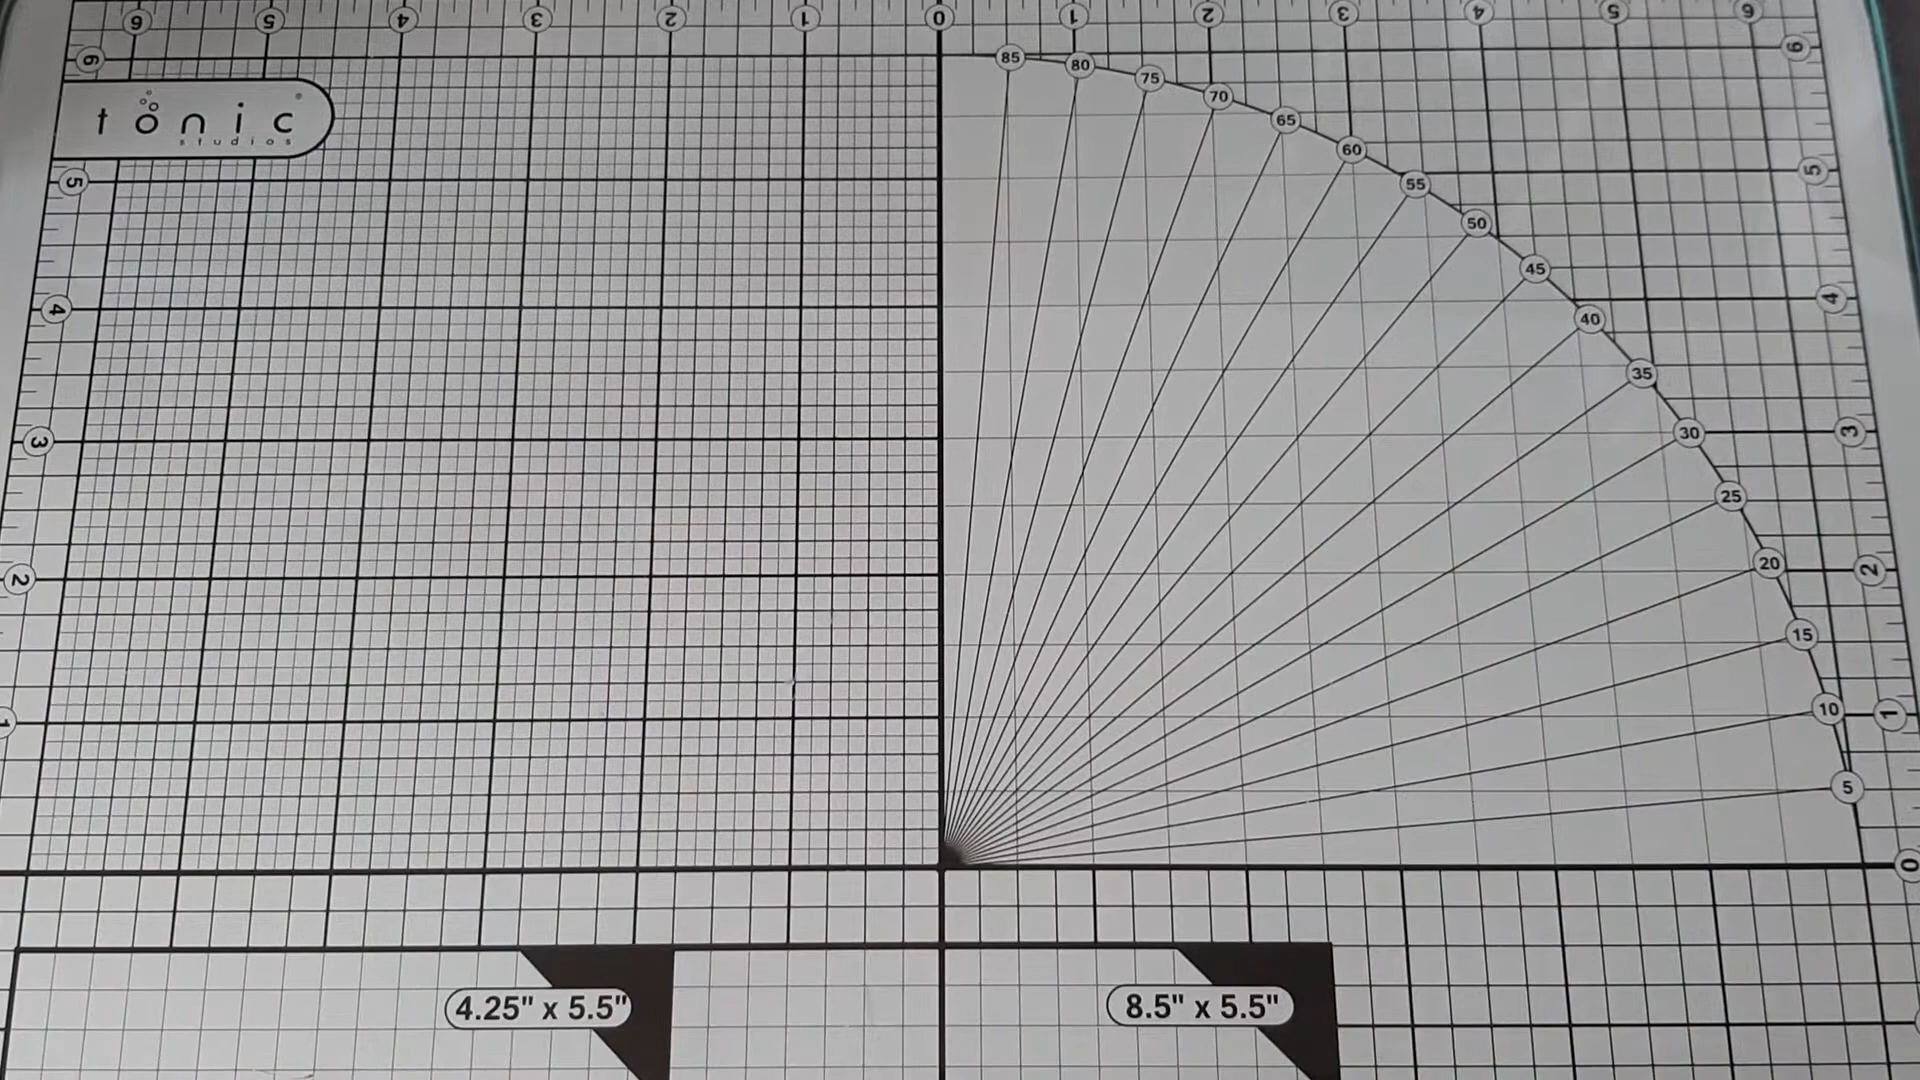 6 5 4 3 2 1 0 1 2 3 4 5 6
6 85 80 75 70 65 60 6
tonic
studios
5 55 50 5
4 45 40 4
3 35 30 3
2 25 20 2
1 15 10 1
5 0
4.25" x 5.5" 8.5" x 5.5"